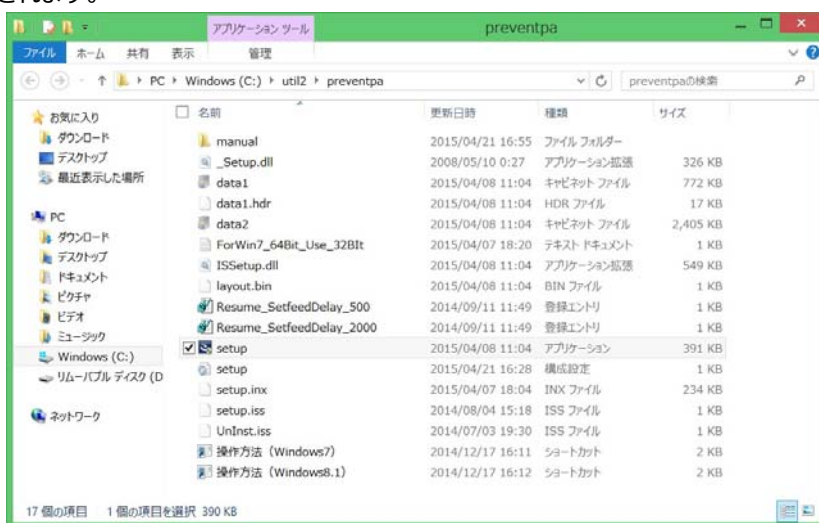 されます。
アプリケーション ツール preventpa
ファイル ホーム 共有 表示 管理
PC Windows (C:) util2 preventpa preventpaの検索
お気に入り
ダウンロード
デスクトップ
最近表示した場所
PC
ダウンロード
デスクトップ
ドキュメント
ピクチャ
ビデオ
ミュージック
Windows (C:)
リムーバブル ディスク (D
ネットワーク
名前 更新日時 種類 サイズ
manual 2015/04/21 16:55 ファイル フォルダー
_Setup.dll 2008/05/10 0:27 アプリケーション拡張 326 KB
data1 2015/04/08 11:04 キャビネット ファイル 772 KB
data1.hdr 2015/04/08 11:04 HDR ファイル 17 KB
data2 2015/04/08 11:04 キャビネット ファイル 2,405 KB
ForWin7_64Bit_Use_32BIt 2015/04/07 18:20 テキスト ドキュメント 1 KB
ISSetup.dll 2015/04/08 11:04 アプリケーション拡張 549 KB
layout.bin 2015/04/08 11:04 BIN ファイル 1 KB
Resume_SetfeedDelay_500 2014/09/11 11:49 登録エントリ 1 KB
Resume_SetfeedDelay_2000 2014/09/11 11:49 登録エントリ 1 KB
setup 2015/04/08 11:04 アプリケーション 391 KB
setup 2015/04/21 16:28 構成設定 1 KB
setup.inx 2015/04/07 18:04 INX ファイル 234 KB
setup.iss 2014/08/04 15:18 ISS ファイル 1 KB
UnInst.iss 2014/07/03 19:30 ISS ファイル 1 KB
操作方法（Windows7） 2014/12/17 16:11 ショートカット 2 KB
操作方法（Windows8.1） 2014/12/17 16:12 ショートカット 2 KB
17 個の項目 1 個の項目を選択 390 KB